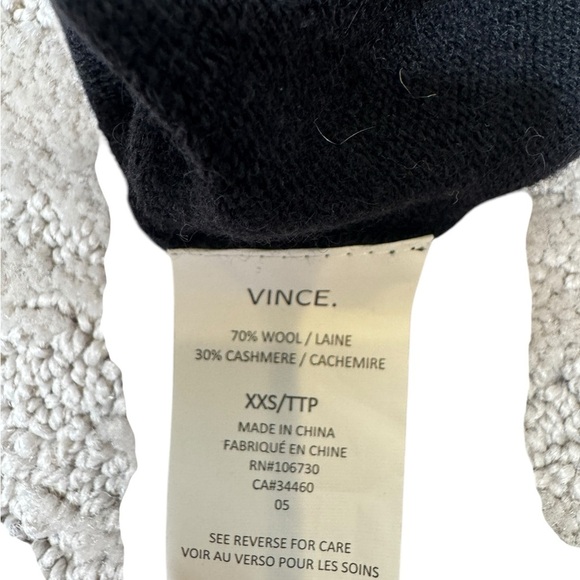 VINCE.
70% WOOL / LAINE
30% CASHMERE / CACHEMIRE
XXS/TTP
MADE IN CHINA
FABRIQUÉ EN CHINE
RN#106730
CA#34460
05
SEE REVERSE FOR CARE
VOIR AU VERSO POUR LES SOINS